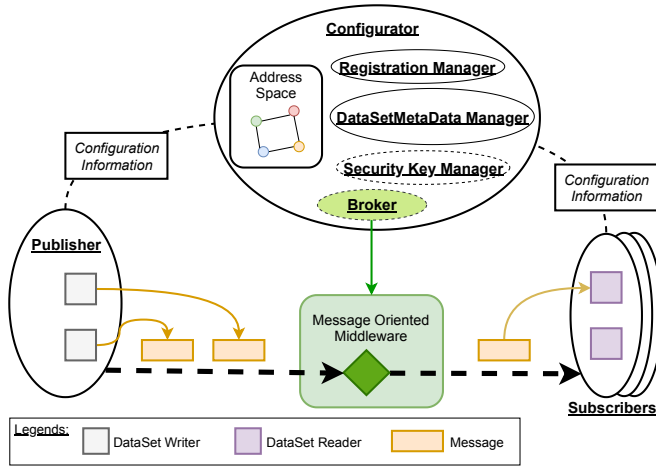 Configurator
Registration Manager
Address
Space
DataSetMetaData Manager
Configuration
Information
Security Key Manager
Configuration
Information
Broker
Publisher
Message Oriented
Middleware
Subscribers
Legends:
DataSet Writer
DataSet Reader
Message